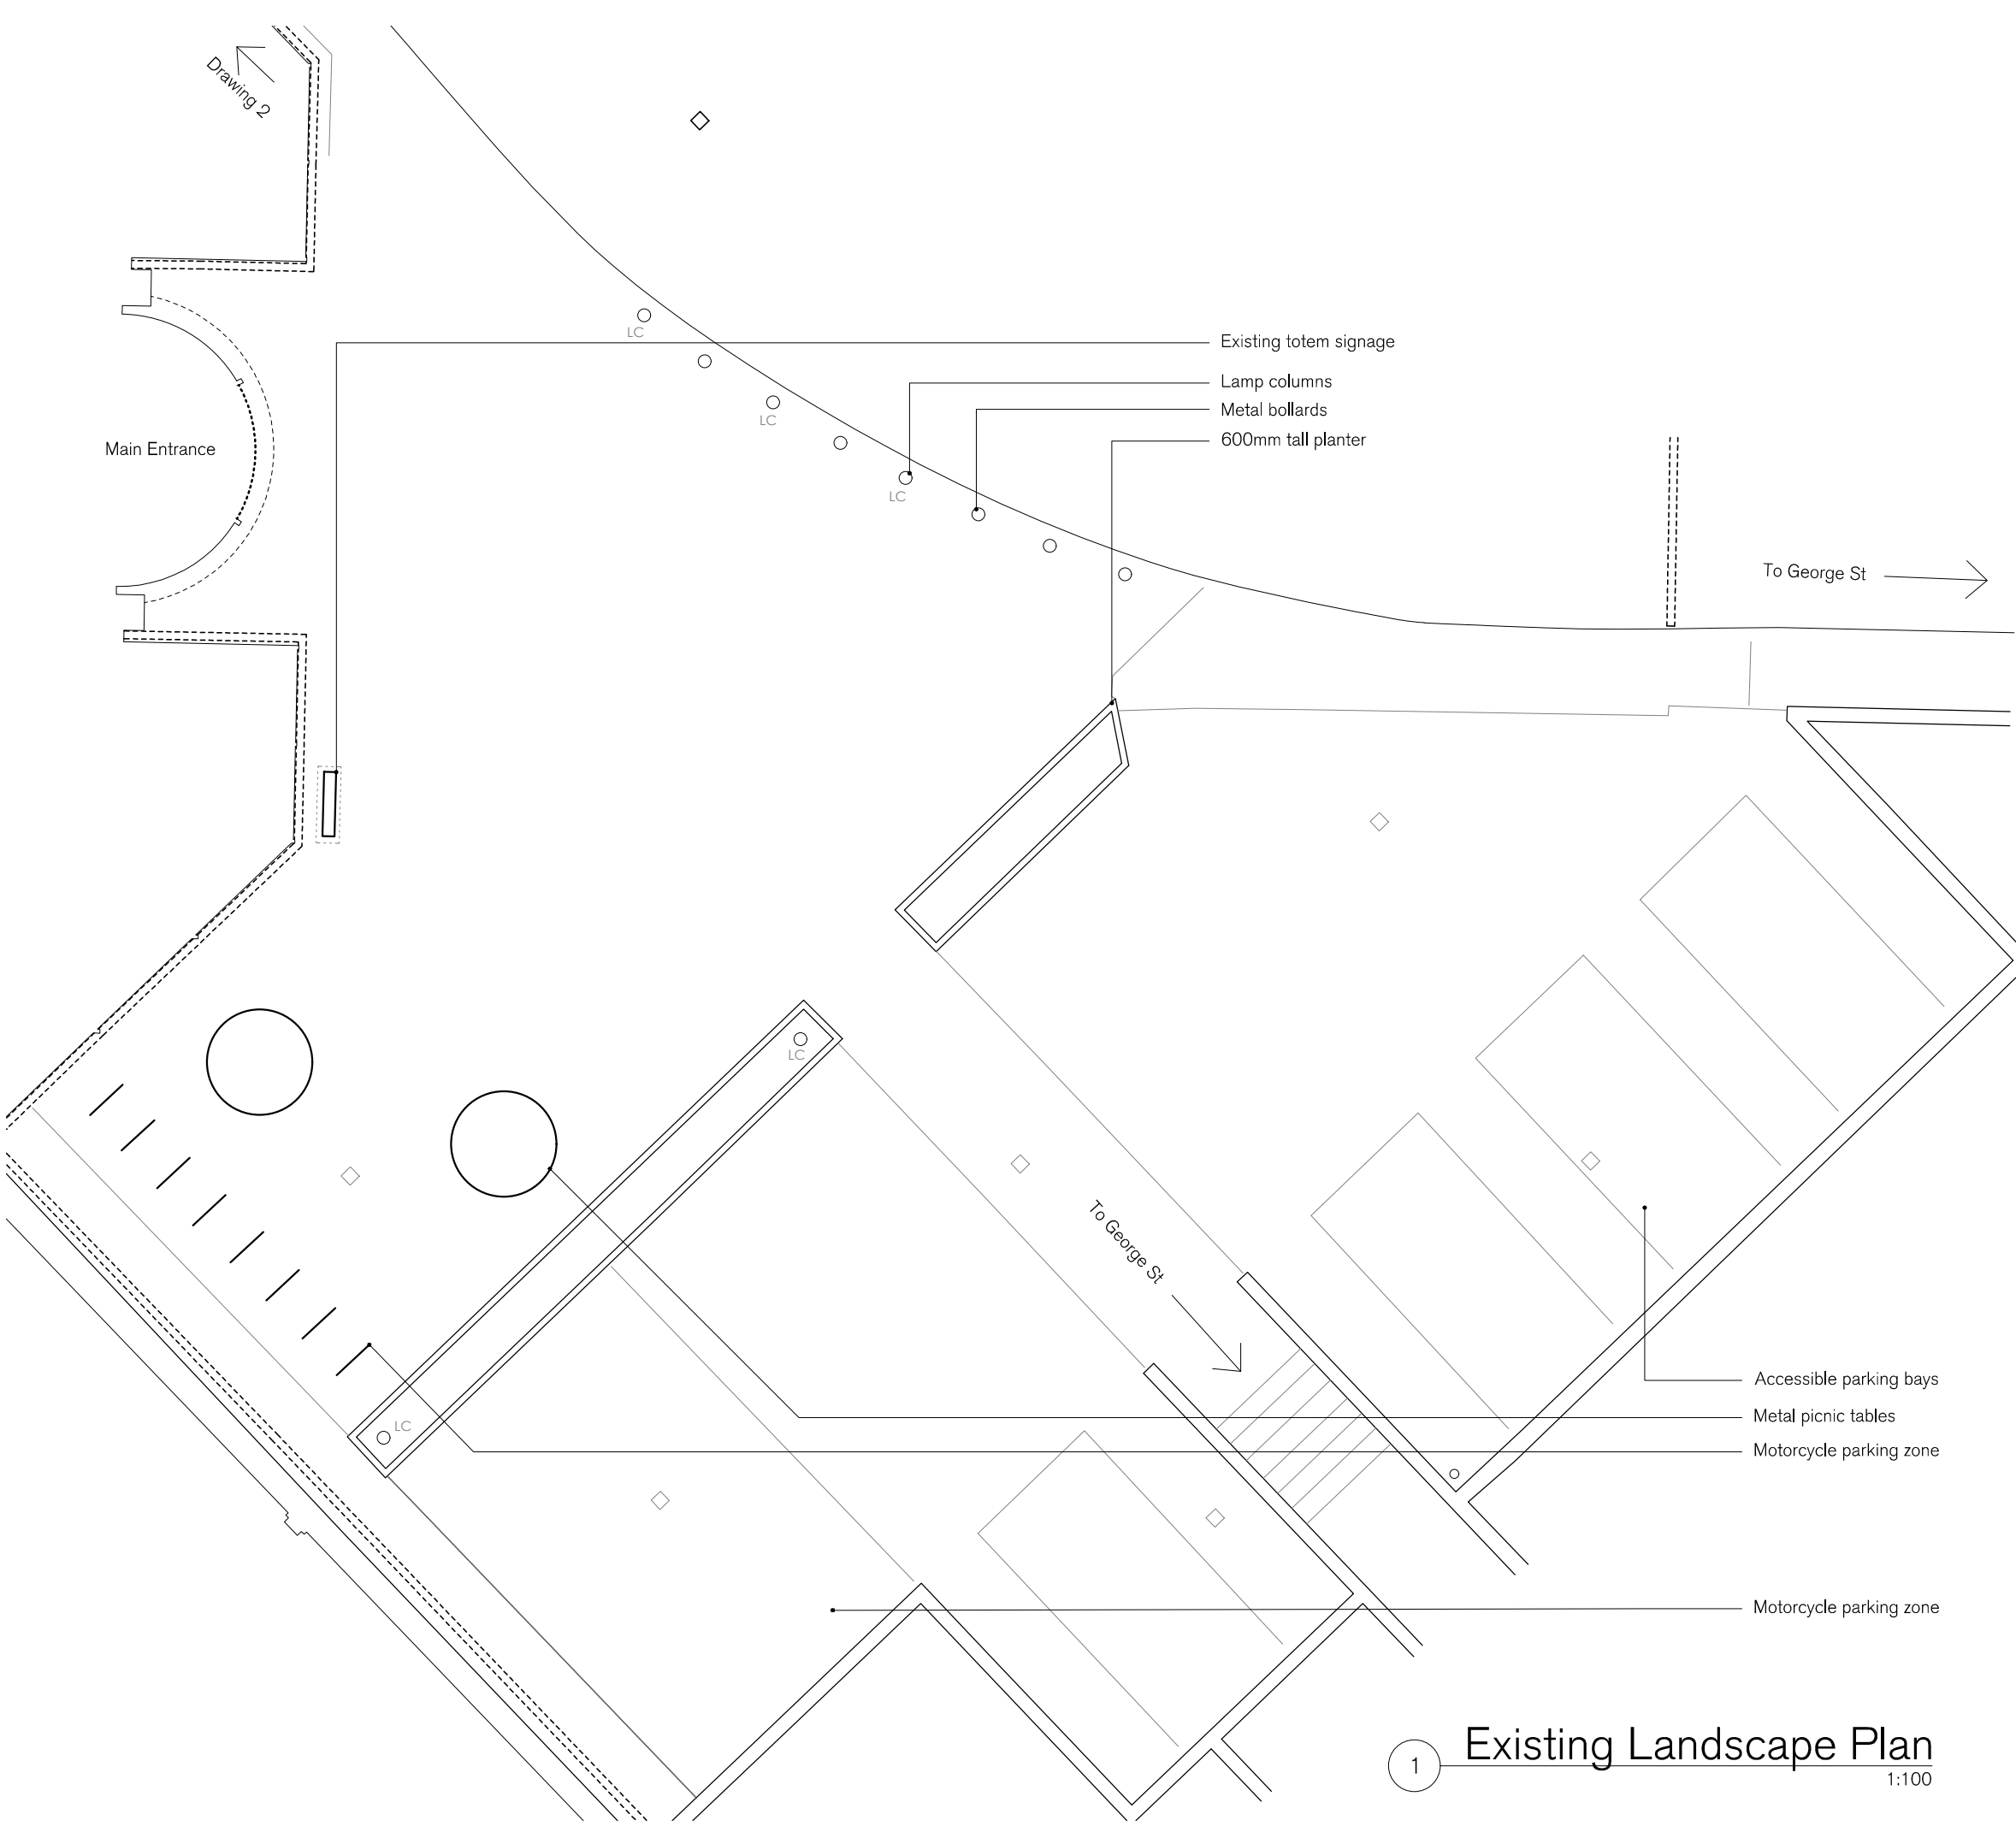 Drawing 2
LC
Existing totem signage
Lamp columns
LC
Metal bollards
600mm tall planter
Main Entrance
LC
To George St
LC
To George St
Accessible parking bays
Metal picnic tables
LC
Motorcycle parking zone
Motorcycle parking zone
1
Existing Landscape Plan
1:100